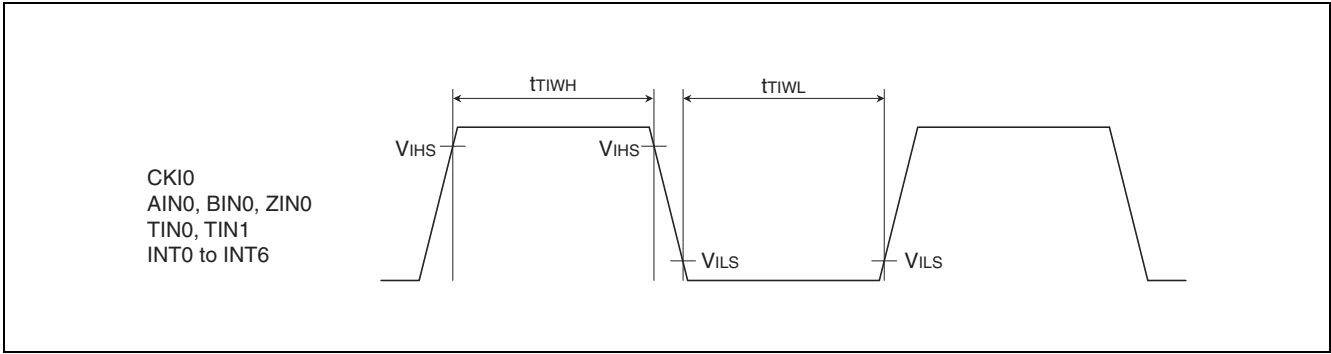 tTIWH
tTIWL
VIHS
VIHS
CKI0
AIN0, BIN0, ZIN0
TIN0, TIN1
INT0 to INT6
VILS
VILS